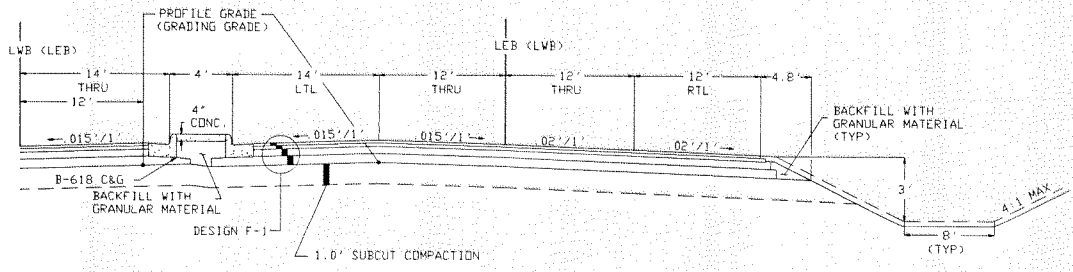 PROFILE GRADE
(GRADING GRADE)
LWB (LEB)
LEB (LWB)
14'
THRU
4'
14'
LTL
12'
THRU
12'
THRU
12'
RTL
4.8'
12'
4"
CONC.
BACKFILL WITH
GRANULAR MATERIAL
(TYP)
.015'/1'
.015'/1'
.015'/1'
.02'/1'
.02'/1'
B-618 C&G
BACKFILL WITH
GRANULAR MATERIAL
DESIGN F-1
1.0' SUBCUT COMPACTION
3'
4:1 MAX
8'
(TYP)